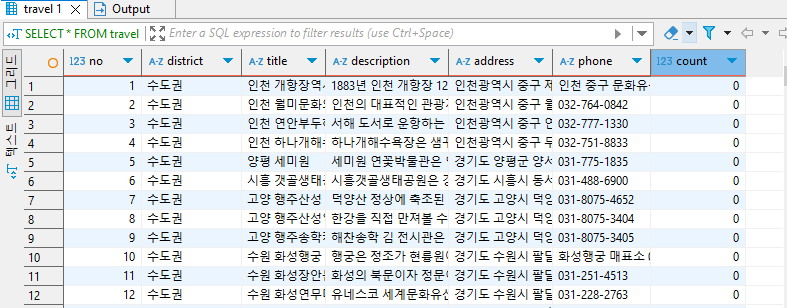 travel 1 Output
SELECT * FROM travel Enter a SQL expression to filter results (use Ctrl+Space)
그리드
텍스트
123 no A-Z district A-Z title A-Z description A-Z address A-Z phone 123 count
1 1 수도권 인천 개항장역사 1883년 인천 개항장 12 인천광역시 중구 제 인천 중구 문화유 0
2 2 수도권 인천 월미문화 인천의 대표적인 관광 인천광역시 중구 월 032-764-0842 0
3 3 수도권 인천 연안부두 서해 도서로 운항하는 인천광역시 중구 032-777-1330 0
4 4 수도권 인천 하나개해수 하나개해수욕장은 인천광역시 중구 032-751-8833 0
5 5 수도권 양평 세미원 세미원 연꽃박물관은 경기도 양평군 양서 031-775-1835 0
6 6 수도권 시흥 갯골생태공 시흥갯골생태공원은 경기도 시흥시 동서 031-488-6900 0
7 7 수도권 고양 행주산성 덕양산 정상에 축조된 경기도 고양시 덕양 031-8075-4652 0
8 8 수도권 고양 행주산성 한강을 직접 만져볼 수 경기도 고양시 덕양 031-8075-3404 0
9 9 수도권 고양 행주송학 해찬송학 김 전시관은 경기도 고양시 덕양 031-8075-3405 0
10 10 수도권 수원 화성행궁 행궁은 정조가 현륭원 경기도 수원시 팔달 화성행궁 매표소 0
11 11 수도권 수원 화성장안문 화성의 북문이자 정문 경기도 수원시 팔달 031-251-4513 0
12 12 수도권 수원 화성연무 유네스코 세계문화유산 경기도 수원시 팔달 031-228-2763 0